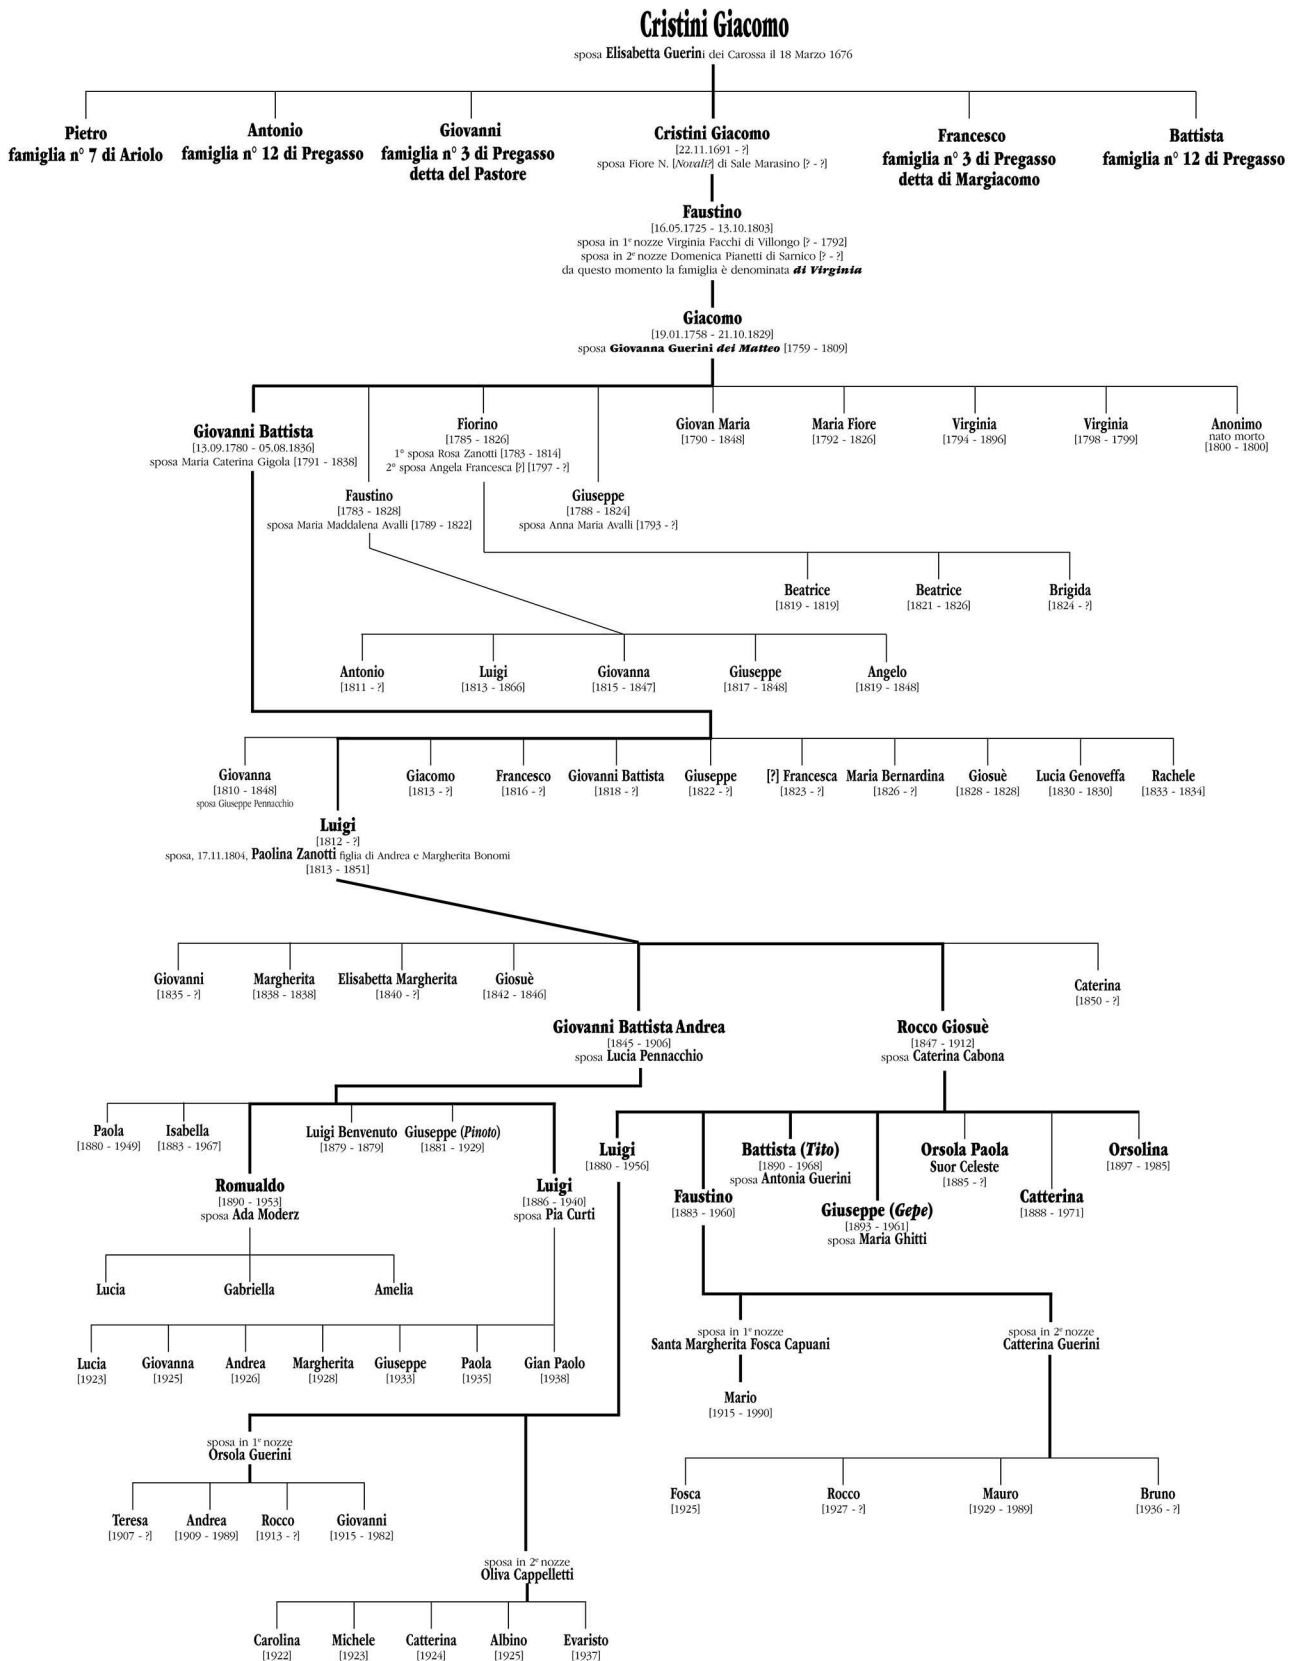 Cristini Giacomo
sposa Elisabetta Guerini dei Carossa il 18 Marzo 1676
Pietro
famiglia n° 7 di Ariolo
Antonio
famiglia n° 12 di Pregasso
Giovanni
famiglia n° 3 di Pregasso
detta del Pastore
Cristini Giacomo
[22.11.1691 - ?]
sposa Fiore N. [Novali?] di Sale Marasino [? - ?]
Francesco
famiglia n° 3 di Pregasso
detta di Margiacomo
Battista
famiglia n° 12 di Pregasso
Faustino
[16.05.1725 - 13.10.1803]
sposa in 1ᵉ nozze Virginia Facchi di Villongo [? - 1792]
sposa in 2ᵉ nozze Domenica Pianetti di Sarnico [? - ?]
da questo momento la famiglia è denominata di Virginia
Giacomo
[19.01.1758 - 21.10.1829]
sposa Giovanna Guerini dei Matteo [1759 - 1809]
Giovanni Battista
[13.09.1780 - 05.08.1836]
sposa Maria Caterina Gigola [1791 - 1838]
Fiorino
[1785 - 1826]
1° sposa Rosa Zanotti [1783 - 1814]
2° sposa Angela Francesca [?] [1797 - ?]
Giovan Maria
[1790 - 1848]
Maria Fiore
[1792 - 1826]
Virginia
[1794 - 1896]
Virginia
[1798 - 1799]
Anonimo
nato morto
[1800 - 1800]
Faustino
[1783 - 1828]
sposa Maria Maddalena Avalli [1789 - 1822]
Giuseppe
[1788 - 1824]
sposa Anna Maria Avalli [1793 - ?]
Beatrice
[1819 - 1819]
Beatrice
[1821 - 1826]
Brigida
[1824 - ?]
Antonio
[1811 - ?]
Luigi
[1813 - 1866]
Giovanna
[1815 - 1847]
Giuseppe
[1817 - 1848]
Angelo
[1819 - 1848]
Giovanna
[1810 - 1848]
sposa Giuseppe Pennucchio
Giacomo
[1813 - ?]
Francesco
[1816 - ?]
Giovanni Battista
[1818 - ?]
Giuseppe
[1822 - ?]
[?] Francesca
[1823 - ?]
Maria Bernardina
[1826 - ?]
Giosuè
[1828 - 1828]
Lucia Genoveffa
[1830 - 1830]
Rachele
[1833 - 1834]
Luigi
[1812 - ?]
sposa, 17.11.1804, Paolina Zanotti figlia di Andrea e Margherita Bonomi
[1813 - 1851]
Giovanni
[1835 - ?]
Margherita
[1838 - 1838]
Elisabetta Margherita
[1840 - ?]
Giosuè
[1842 - 1846]
Caterina
[1850 - ?]
Giovanni Battista Andrea
[1845 - 1906]
sposa Lucia Pennacchio
Rocco Giosuè
[1847 - 1912]
sposa Caterina Cabona
Paola
[1880 - 1949]
Isabella
[1883 - 1967]
Luigi Benvenuto
[1879 - 1879]
Giuseppe (Pinoto)
[1881 - 1929]
Luigi
[1880 - 1956]
Battista (Tito)
[1890 - 1968]
sposa Antonia Guerini
Orsola Paola
Suor Celeste
[1885 - ?]
Orsolina
[1897 - 1985]
Romualdo
[1890 - 1953]
sposa Ada Moderz
Luigi
[1886 - 1940]
sposa Pia Curti
Faustino
[1883 - 1960]
Giuseppe (Gepe)
[1893 - 1961]
sposa Maria Ghitti
Catterina
[1888 - 1971]
Lucia
Gabriella
Amelia
Lucia
[1923]
Giovanna
[1925]
Andrea
[1926]
Margherita
[1928]
Giuseppe
[1933]
Paola
[1935]
Gian Paolo
[1938]
sposa in 1ᵉ nozze
Santa Margherita Fosca Capuani
sposa in 2ᵉ nozze
Catterina Guerini
Mario
[1915 - 1990]
sposa in 1ᵉ nozze
Orsola Guerini
Fosca
[1925]
Rocco
[1927 - ?]
Mauro
[1929 - 1989]
Bruno
[1936 - ?]
Teresa
[1907 - ?]
Andrea
[1909 - 1989]
Rocco
[1913 - ?]
Giovanni
[1915 - 1982]
sposa in 2ᵉ nozze
Oliva Cappelletti
Carolina
[1922]
Michele
[1923]
Catterina
[1924]
Albino
[1925]
Evaristo
[1937]